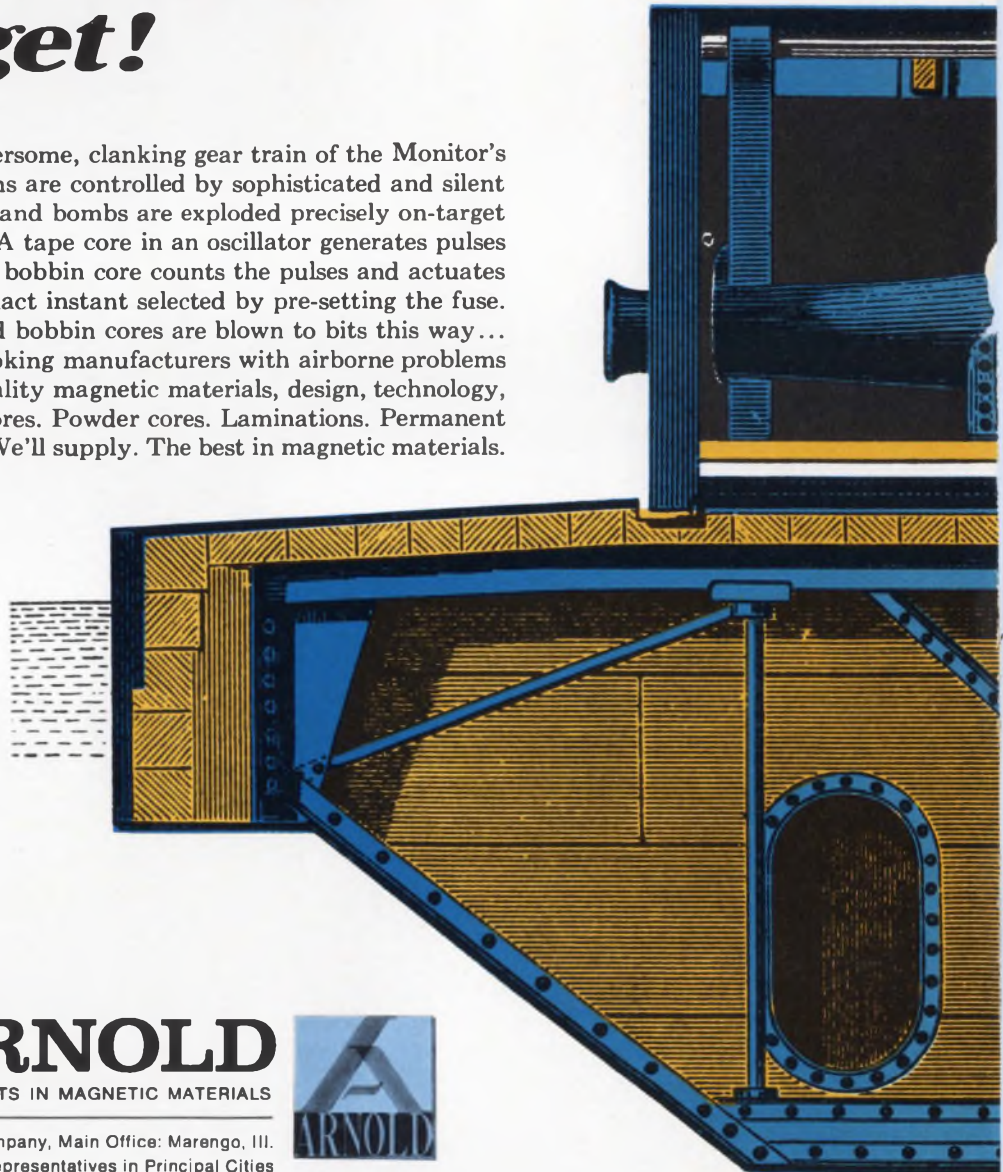 get!
ersome, clanking gear train of the Monitor's
ns are controlled by sophisticated and silent
and bombs are exploded precisely on-target
A tape core in an oscillator generates pulses
bobbin core counts the pulses and actuates
act instant selected by pre-setting the fuse.
d bobbin cores are blown to bits this way...
oking manufacturers with airborne problems
ality magnetic materials, design, technology,
ores. Powder cores. Laminations. Permanent
We'll supply. The best in magnetic materials.
RNOLD
TS IN MAGNETIC MATERIALS
mpany, Main Office: Marengo, Ill.
epresentatives in Principal Cities
A
ARNOLD